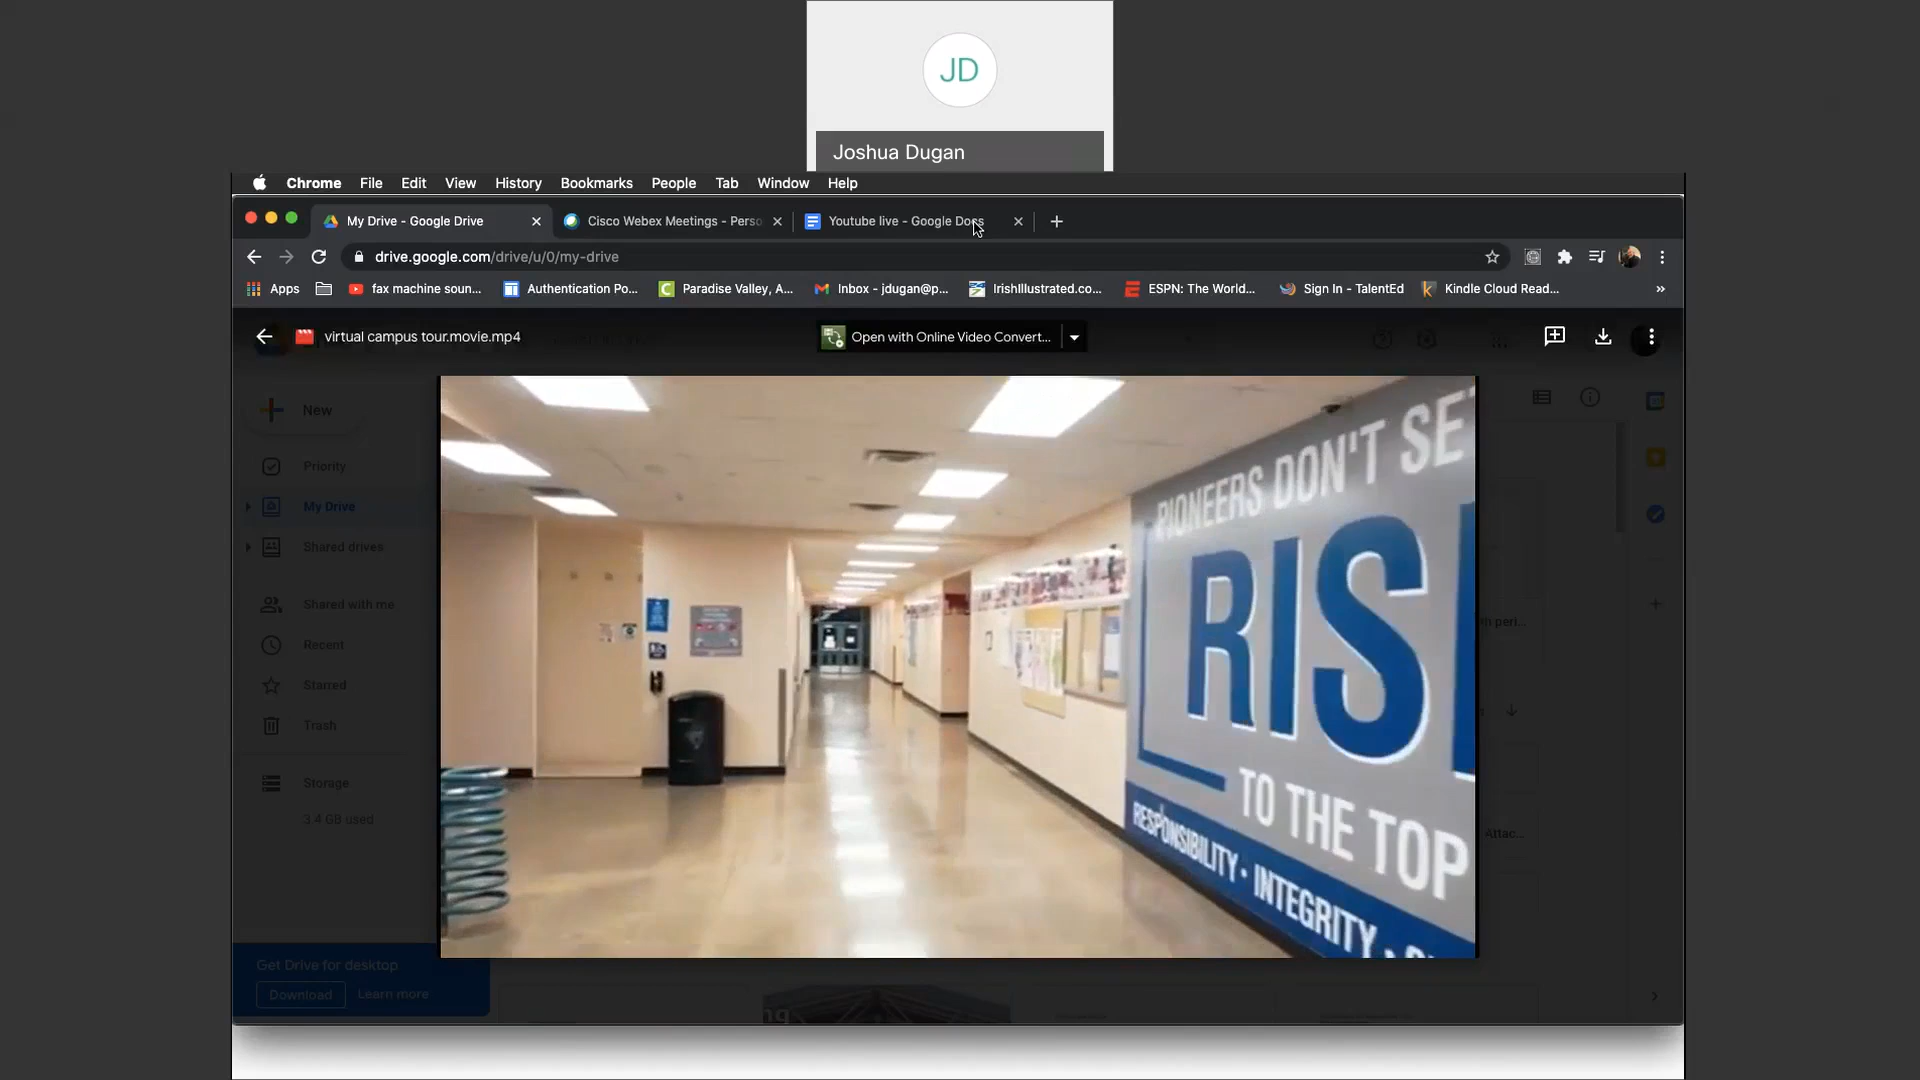 JD
Joshua Dugan
Chrome File Edit View History Bookmarks People Tab Window Help
My Drive - Google Drive
Cisco Webex Meetings - Perso
Youtube live - Google Docs
drive.google.com/drive/u/0/my-drive
Apps
fax machine soun...
Authentication Po...
Paradise Valley, A...
Inbox - jdugan@p...
IrishIllustrated.co...
ESPN: The World...
Sign In - TalentEd
Kindle Cloud Read...
»
virtual campus tour.movie.mp4
Open with Online Video Convert...
New
Priority
My Drive
Shared drives
Shared with me
Recent
Starred
Trash
Storage
3.4 GB used
Get Drive for desktop
Download
Learn more
PIONEERS DON'T SE
RIS
TO THE TOP
RESPONSIBILITY · INTEGRITY ·
n peri...
Attac...